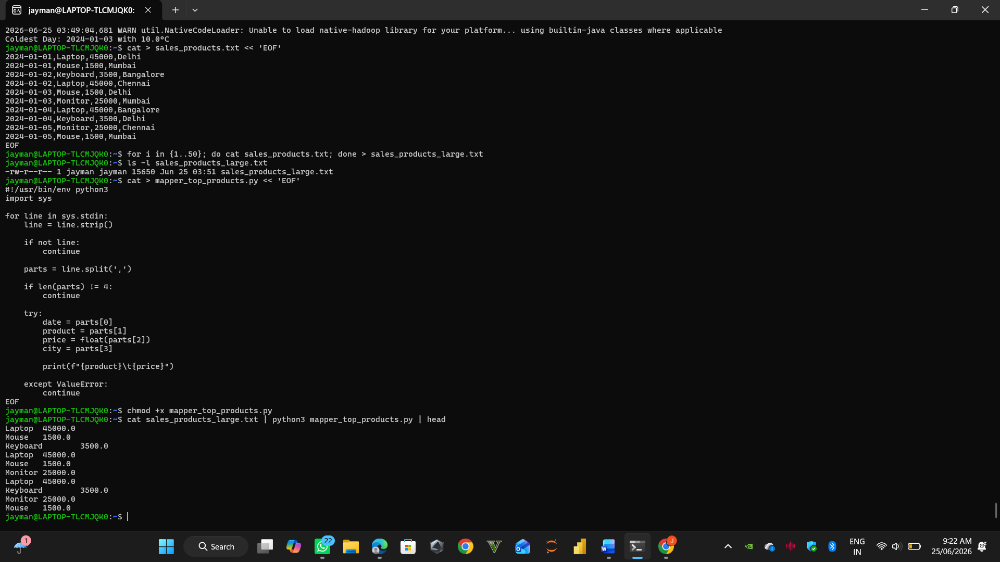 jayman@LAPTOP-TLCMJQK0:
2026-06-25 03:49:04,681 WARN util.NativeCodeLoader: Unable to load native-hadoop library for your platform... using builtin-java classes where applicable
Coldest Day: 2024-01-03 with 10.0°C
jayman@LAPTOP-TLCMJQK0:~$ cat > sales_products.txt << 'EOF'
2024-01-01,Laptop,45000,Delhi
2024-01-01,Mouse,1500,Mumbai
2024-01-02,Keyboard,3500,Bangalore
2024-01-02,Laptop,45000,Chennai
2024-01-03,Mouse,1500,Delhi
2024-01-03,Monitor,25000,Mumbai
2024-01-04,Laptop,45000,Bangalore
2024-01-04,Keyboard,3500,Delhi
2024-01-05,Monitor,25000,Chennai
2024-01-05,Mouse,1500,Mumbai
EOF
jayman@LAPTOP-TLCMJQK0:~$ for i in {1..50}; do cat sales_products.txt; done > sales_products_large.txt
jayman@LAPTOP-TLCMJQK0:~$ ls -l sales_products_large.txt
-rw-r--r-- 1 jayman jayman 15650 Jun 25 03:51 sales_products_large.txt
jayman@LAPTOP-TLCMJQK0:~$ cat > mapper_top_products.py << 'EOF'
#!/usr/bin/env python3
import sys

for line in sys.stdin:
    line = line.strip()

    if not line:
        continue

    parts = line.split(',')

    if len(parts) != 4:
        continue

    try:
        date = parts[0]
        product = parts[1]
        price = float(parts[2])
        city = parts[3]

        print(f"{product}\t{price}")

    except ValueError:
        continue
EOF
jayman@LAPTOP-TLCMJQK0:~$ chmod +x mapper_top_products.py
jayman@LAPTOP-TLCMJQK0:~$ cat sales_products_large.txt | python3 mapper_top_products.py | head
Laptop  45000.0
Mouse   1500.0
Keyboard        3500.0
Laptop  45000.0
Mouse   1500.0
Monitor 25000.0
Laptop  45000.0
Keyboard        3500.0
Monitor 25000.0
Mouse   1500.0
jayman@LAPTOP-TLCMJQK0:~$
1
Search
22
J
ENG
IN
9:22 AM
25/06/2026